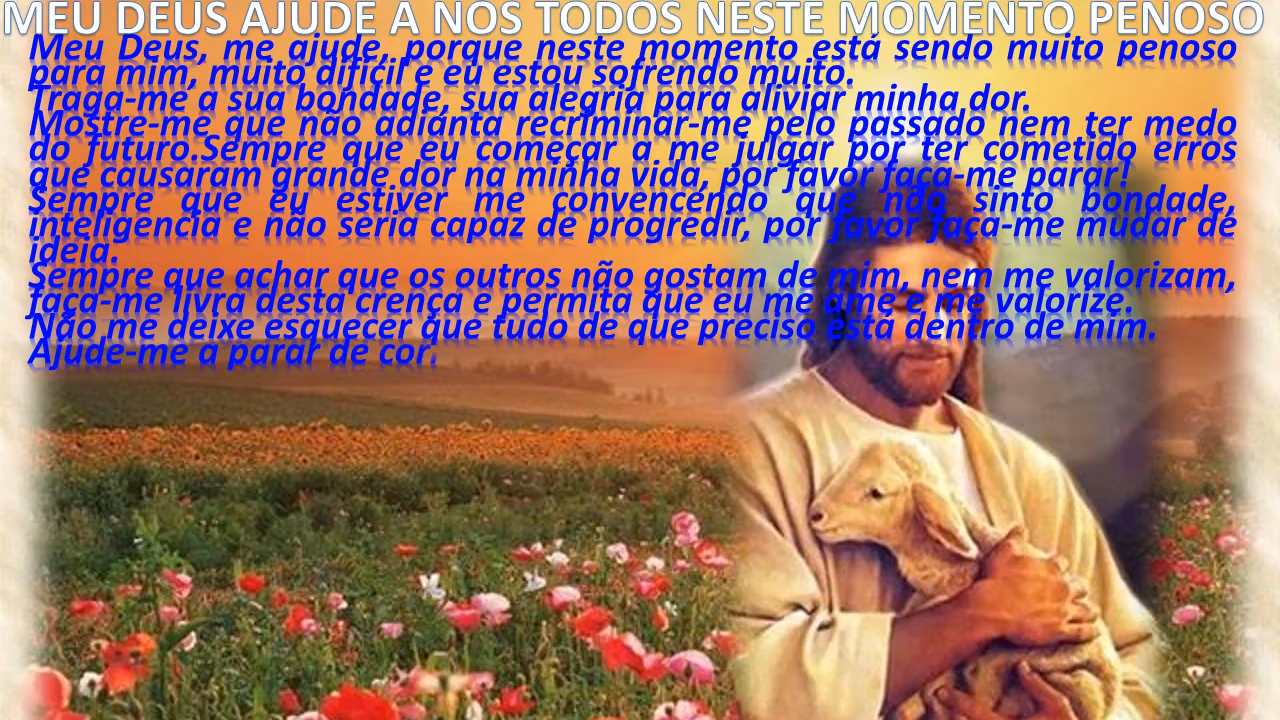 MEU DEUS AJUDE A NOS TODOS NESTE MOMENTO PENOSO
Meu Deus, me ajude, porque neste momento está sendo muito penoso
para mim, muito difícil e eu estou sofrendo muito.
Traga-me a sua bondade, sua alegria para aliviar minha dor.
Mostre-me que não adianta recriminar-me pelo passado nem ter medo
do futuro.Sempre que eu começar a me julgar por ter cometido erros
que causaram grande dor na minha vida, por favor faça-me parar!
Sempre que eu estiver me convencendo que não sinto bondade,
inteligência e não seria capaz de progredir, por favor faça-me mudar de
ideia.
Sempre que achar que os outros não gostam de mim, nem me valorizam,
faça-me livra desta crença e permita que eu me ame e me valorize.
Não me deixe esquecer que tudo de que preciso está dentro de mim.
Ajude-me a parar de cor.